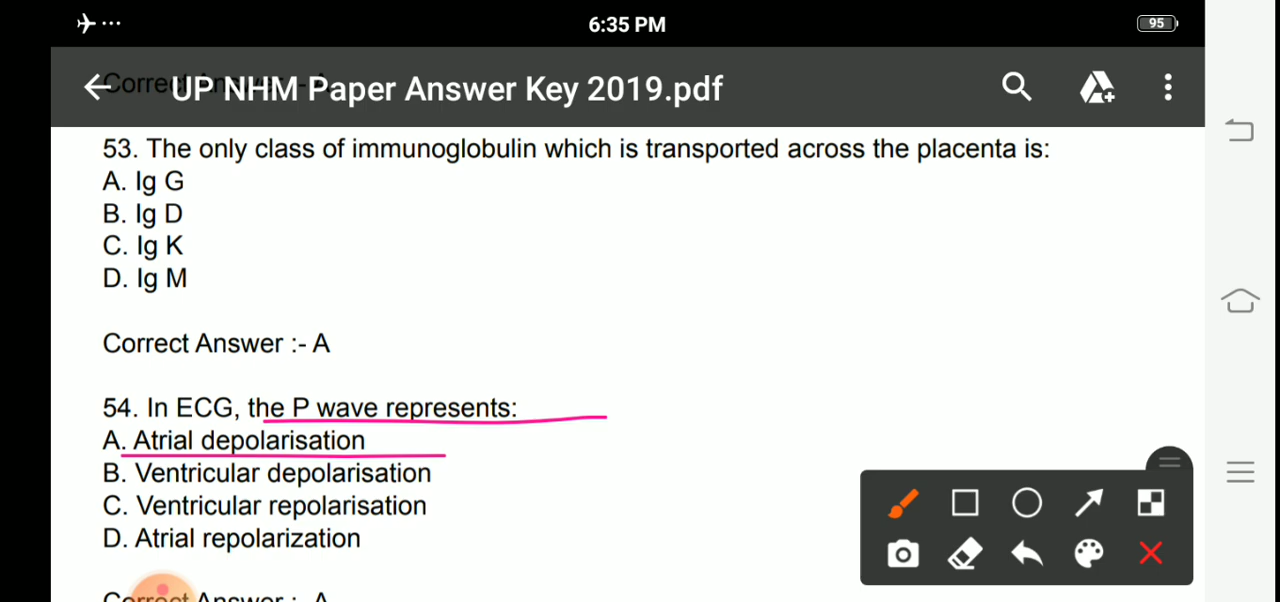 6:35 PM
95
UP NHM Paper Answer Key 2019.pdf
53. The only class of immunoglobulin which is transported across the placenta is:
A. Ig G
B. Ig D
C. Ig K
D. Ig M
Correct Answer :- A
54. In ECG, the P wave represents:
A. Atrial depolarisation
B. Ventricular depolarisation
C. Ventricular repolarisation
D. Atrial repolarization
Correct Answer :- A